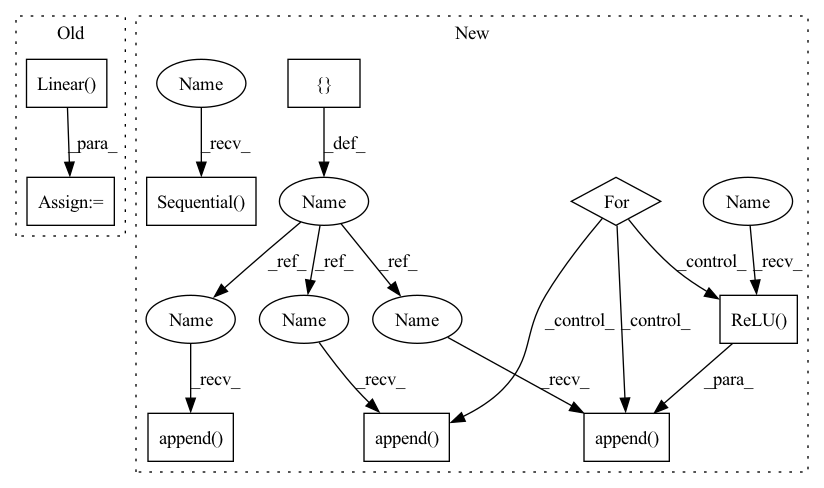 Old
New
Linear()
Name
{}
_para_
_recv_
_def_
Assign:=
Sequential()
Name
For
Name
_ref_
_ref_
_ref_
_control_
_recv_
Name
Name
Name
_control_
_control_
ReLU()
_recv_
_recv_
_recv_
_para_
append()
append()
append()